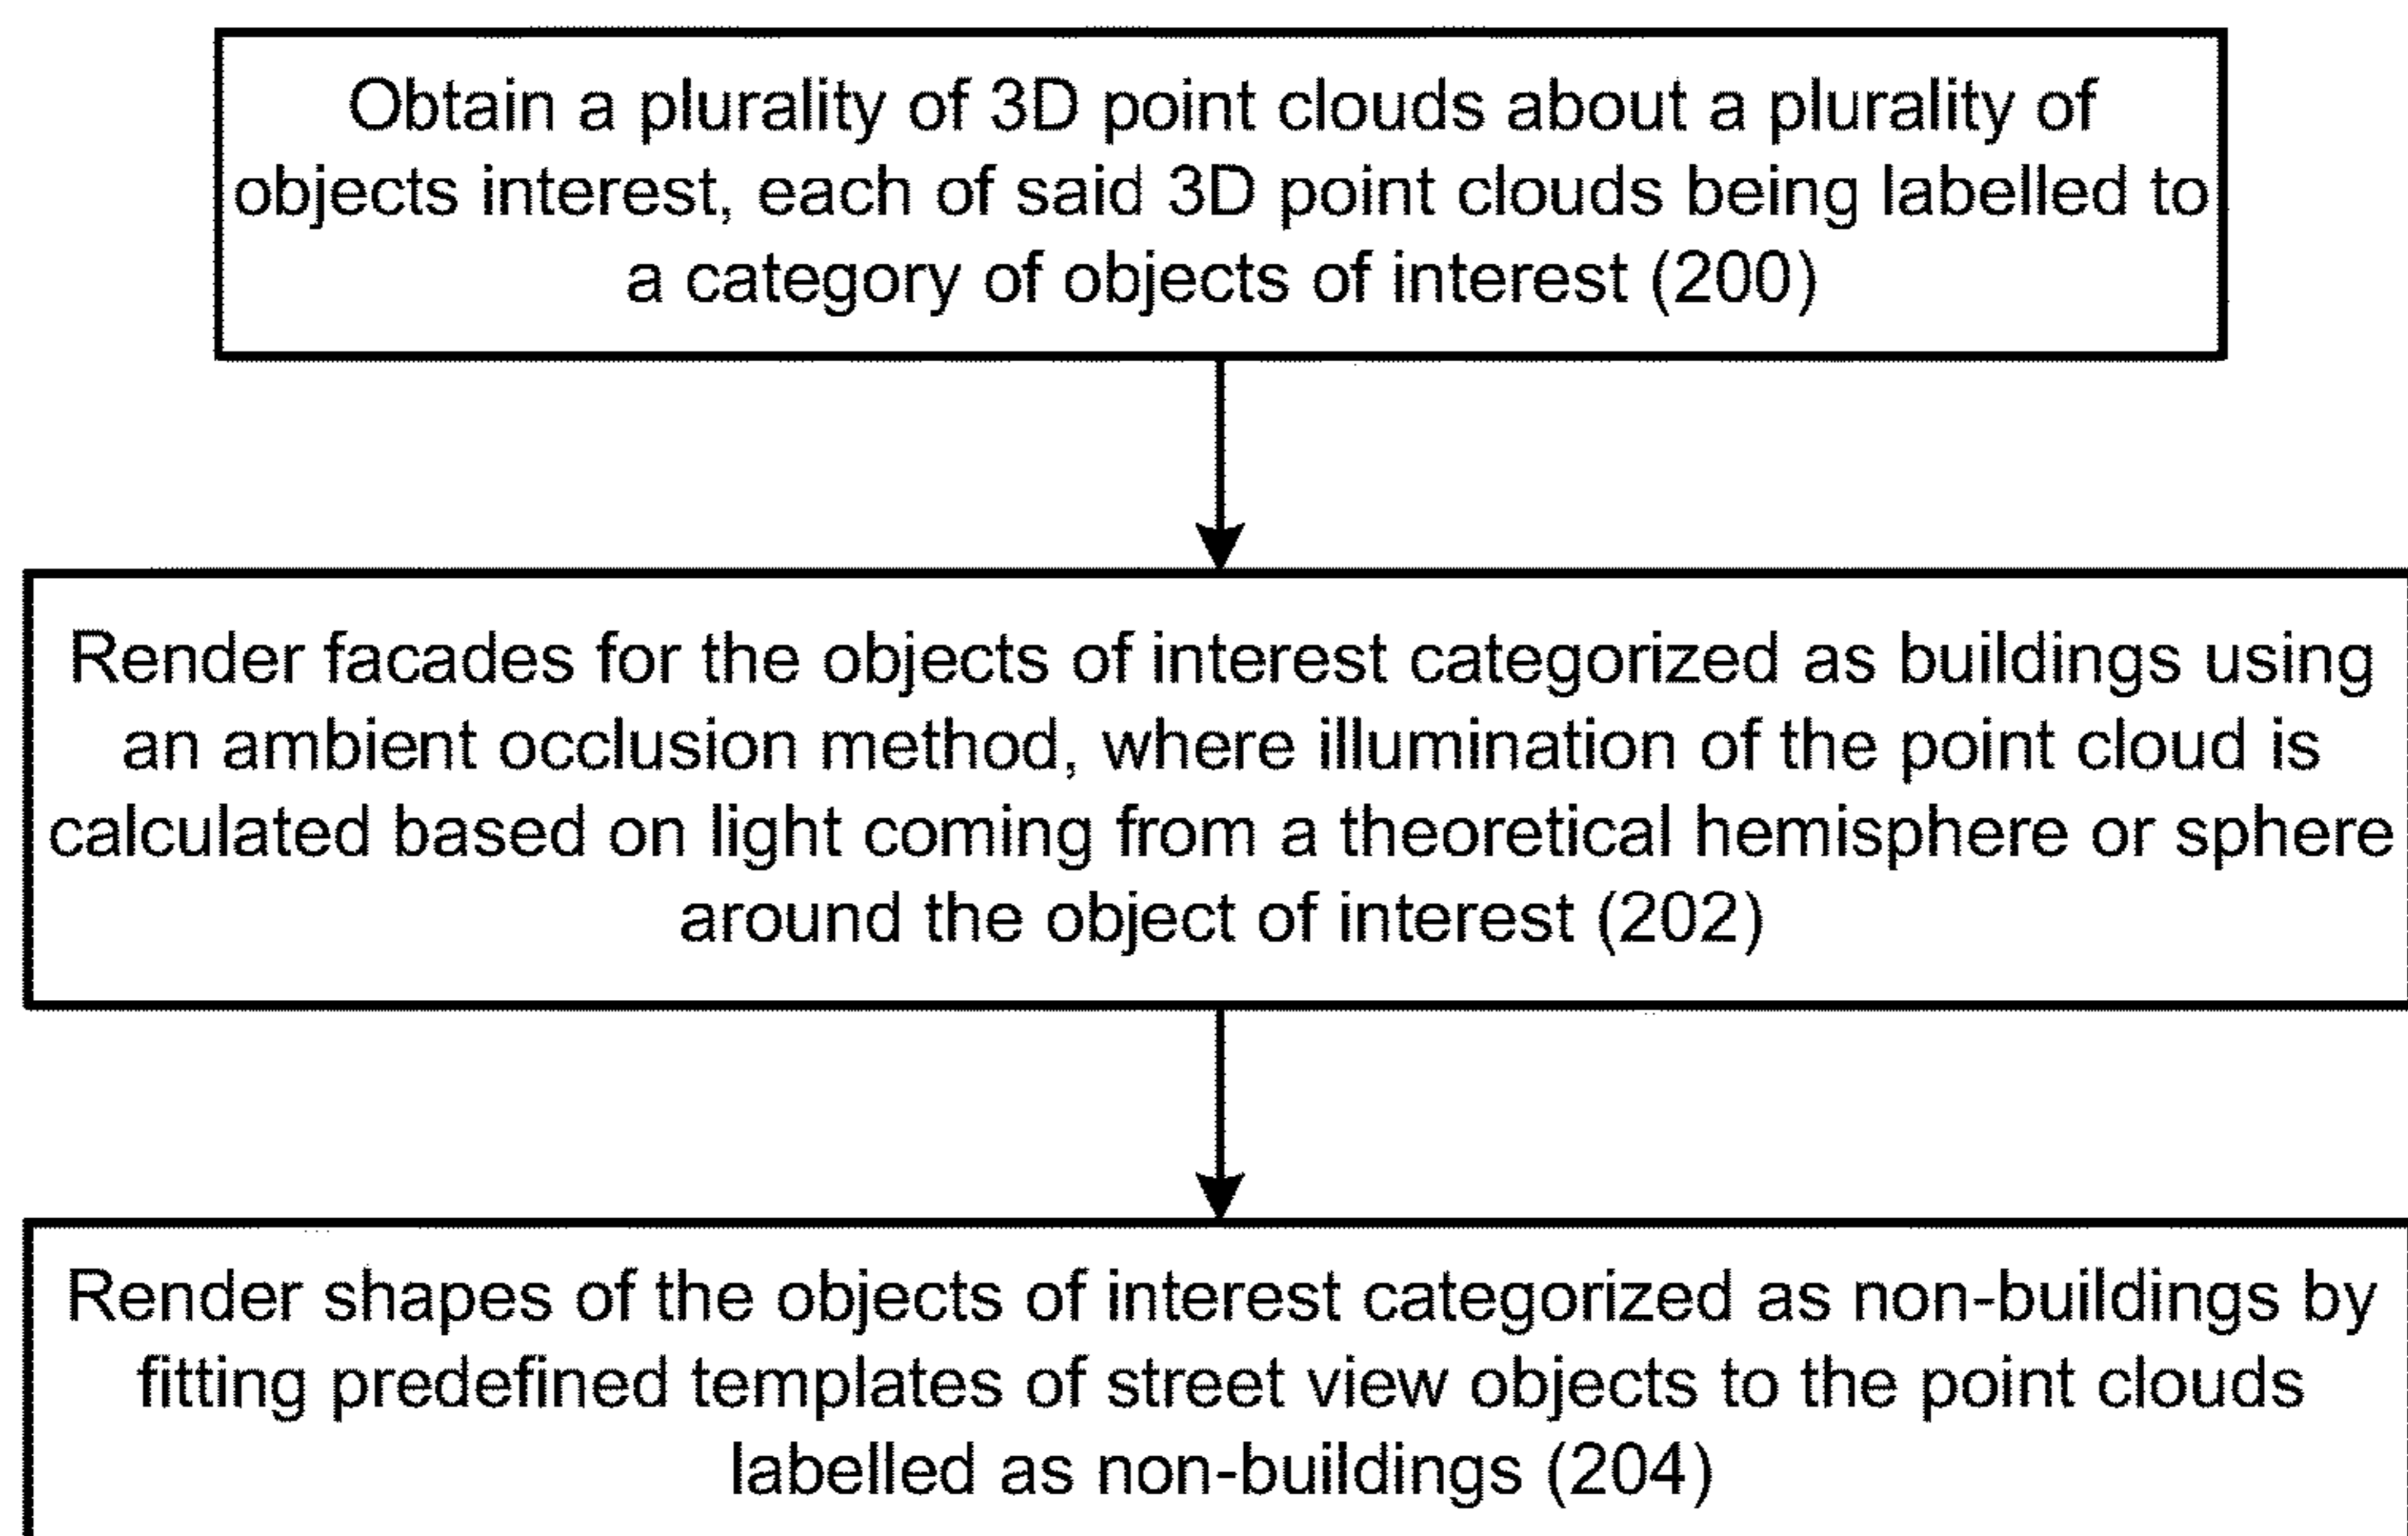 Obtain a plurality of 3D point clouds about a plurality of
objects interest, each of said 3D point clouds being labelled to
a category of objects of interest (200)
Render facades for the objects of interest categorized as buildings using
an ambient occlusion method, where illumination of the point cloud is
calculated based on light coming from a theoretical hemisphere or sphere
around the object of interest (202)
Render shapes of the objects of interest categorized as non-buildings by
fitting predefined templates of street view objects to the point clouds
labelled as non-buildings (204)